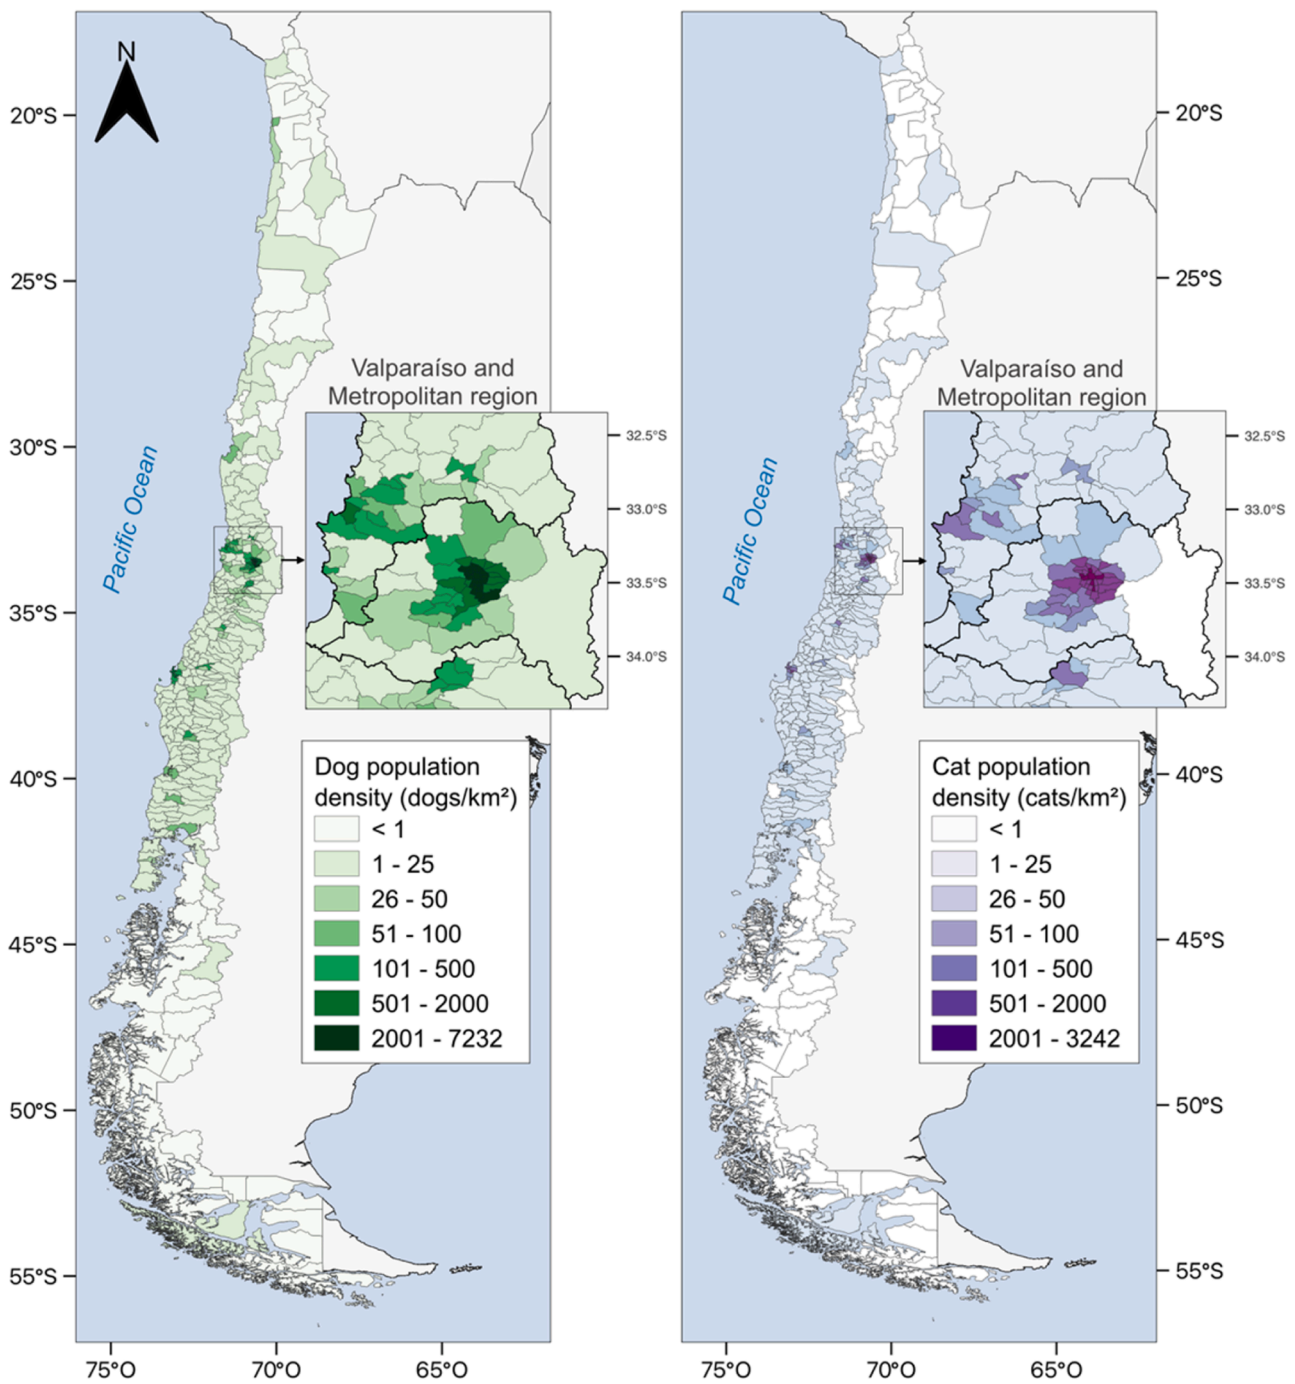 N
20°S
25°S
30°S
35°S
40°S
45°S
50°S
55°S
75°O
70°O
65°O
Pacific Ocean
Valparaíso and
Metropolitan region
32.5°S
33.0°S
33.5°S
34.0°S
Dog population
density (dogs/km²)
< 1
1 - 25
26 - 50
51 - 100
101 - 500
501 - 2000
2001 - 7232
Pacific Ocean
Valparaíso and
Metropolitan region
32.5°S
33.0°S
33.5°S
34.0°S
Cat population
density (cats/km²)
< 1
1 - 25
26 - 50
51 - 100
101 - 500
501 - 2000
2001 - 3242
20°S
25°S
40°S
45°S
50°S
55°S
75°O
70°O
65°O